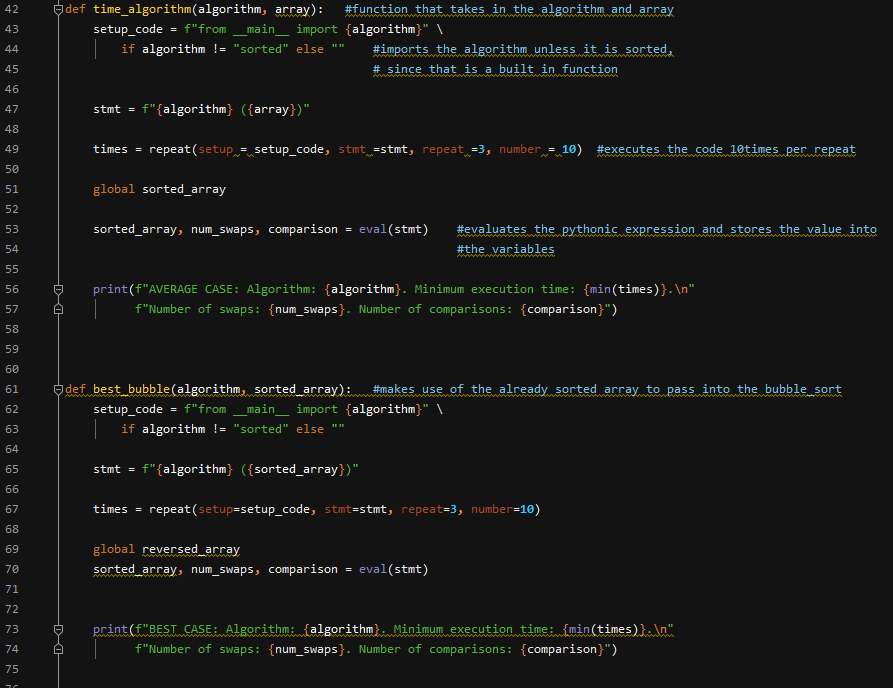 42 def time_algorithm(algorithm, array):   #function that takes in the algorithm and array
43     setup_code = f"from __main__ import {algorithm}" \
44         if algorithm != "sorted" else ""    #imports the algorithm unless it is sorted,
45                                             # since that is a built in function
46
47     stmt = f"{algorithm} ({array})"
48
49     times = repeat(setup = setup_code, stmt =stmt, repeat =3, number = 10)  #executes the code 10times per repeat
50
51     global sorted_array
52
53     sorted_array, num_swaps, comparison = eval(stmt)    #evaluates the pythonic expression and stores the value into
54                                                         #the variables
55
56     print(f"AVERAGE CASE: Algorithm: {algorithm}. Minimum execution time: {min(times)}.\n"
57           f"Number of swaps: {num_swaps}. Number of comparisons: {comparison}")
58
59
60
61 def best_bubble(algorithm, sorted_array):   #makes use of the already sorted array to pass into the bubble_sort
62     setup_code = f"from __main__ import {algorithm}" \
63         if algorithm != "sorted" else ""
64
65     stmt = f"{algorithm} ({sorted_array})"
66
67     times = repeat(setup=setup_code, stmt=stmt, repeat=3, number=10)
68
69     global reversed_array
70     sorted_array, num_swaps, comparison = eval(stmt)
71
72
73     print(f"BEST CASE: Algorithm: {algorithm}. Minimum execution time: {min(times)}.\n"
74           f"Number of swaps: {num_swaps}. Number of comparisons: {comparison}")
75